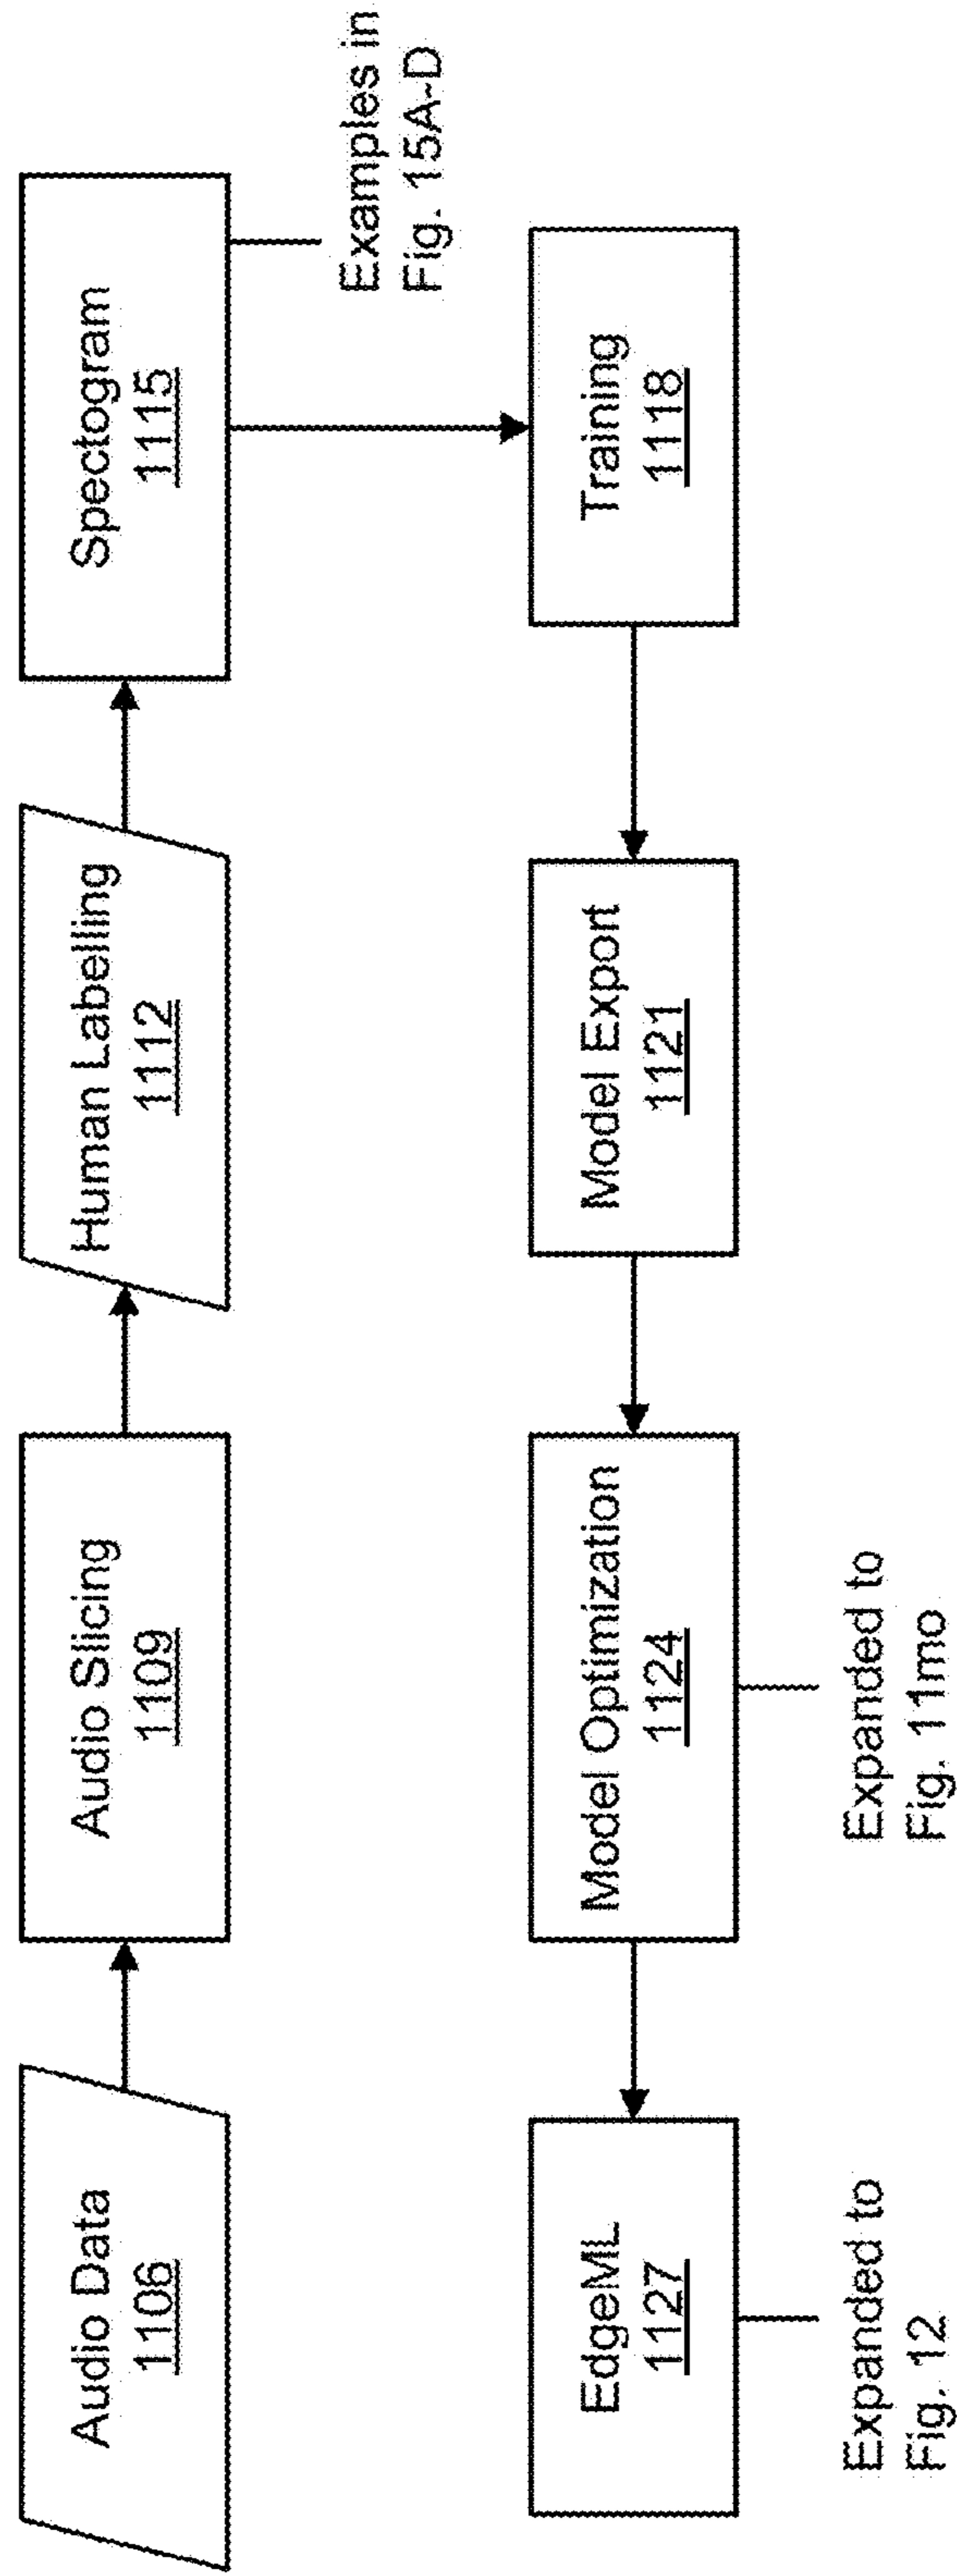 Audio Data
1106
Audio Slicing
1109
Human Labelling
1112
Spectogram
1115
Examples in
Fig. 15A-D
Training
1118
Model Export
1121
Model Optimization
1124
Expanded to
Fig. 11mo
EdgeML
1127
Expanded to
Fig. 12